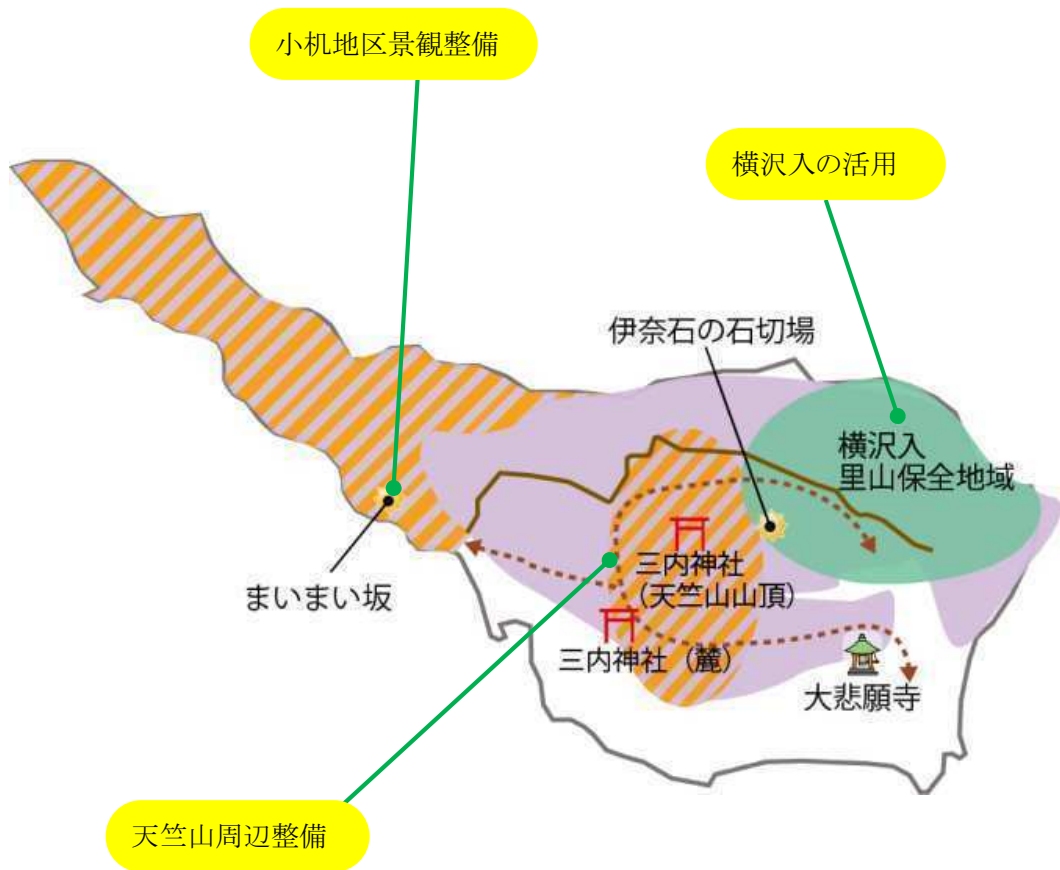 小机地区景観整備
横沢入の活用
伊奈石の石切場
横沢入
里山保全地域
まいまい坂
三内神社
（天竺山山頂）
三内神社（麓）
大悲願寺
天竺山周辺整備